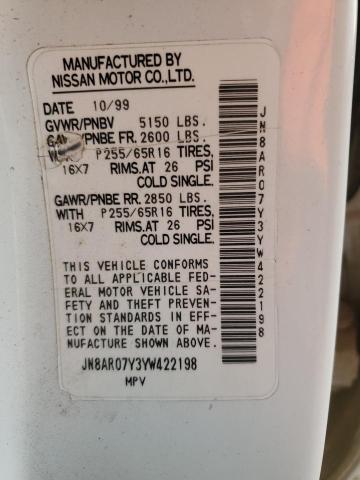 MANUFACTURED BY
NISSAN MOTOR CO., LTD.
DATE 10/99
GVWR/PNBV 5150 LBS.
/PNBE FR. 2600 LBS.
P255/65R16 TIRES,
16X7 RIMS. AT 26 PSI
COLD SINGLE.
GAWR/PNBE RR. 2850 LBS.
WITH P255/65R16 TIRES,
16X7 RIMS. AT 26 PSI
COLD SINGLE.
THIS VEHICLE CONFORMS
TO ALL APPLICABLE FED-
ERAL MOTOR VEHICLE SA-
FETY AND THEFT PREVEN-
TION STANDARDS IN EFF-
ECT ON THE DATE OF MA-
NUFACTURE SHOWN ABOVE.
JN8AR07Y3YW422198
MPV
JN8AR07Y3YW422198